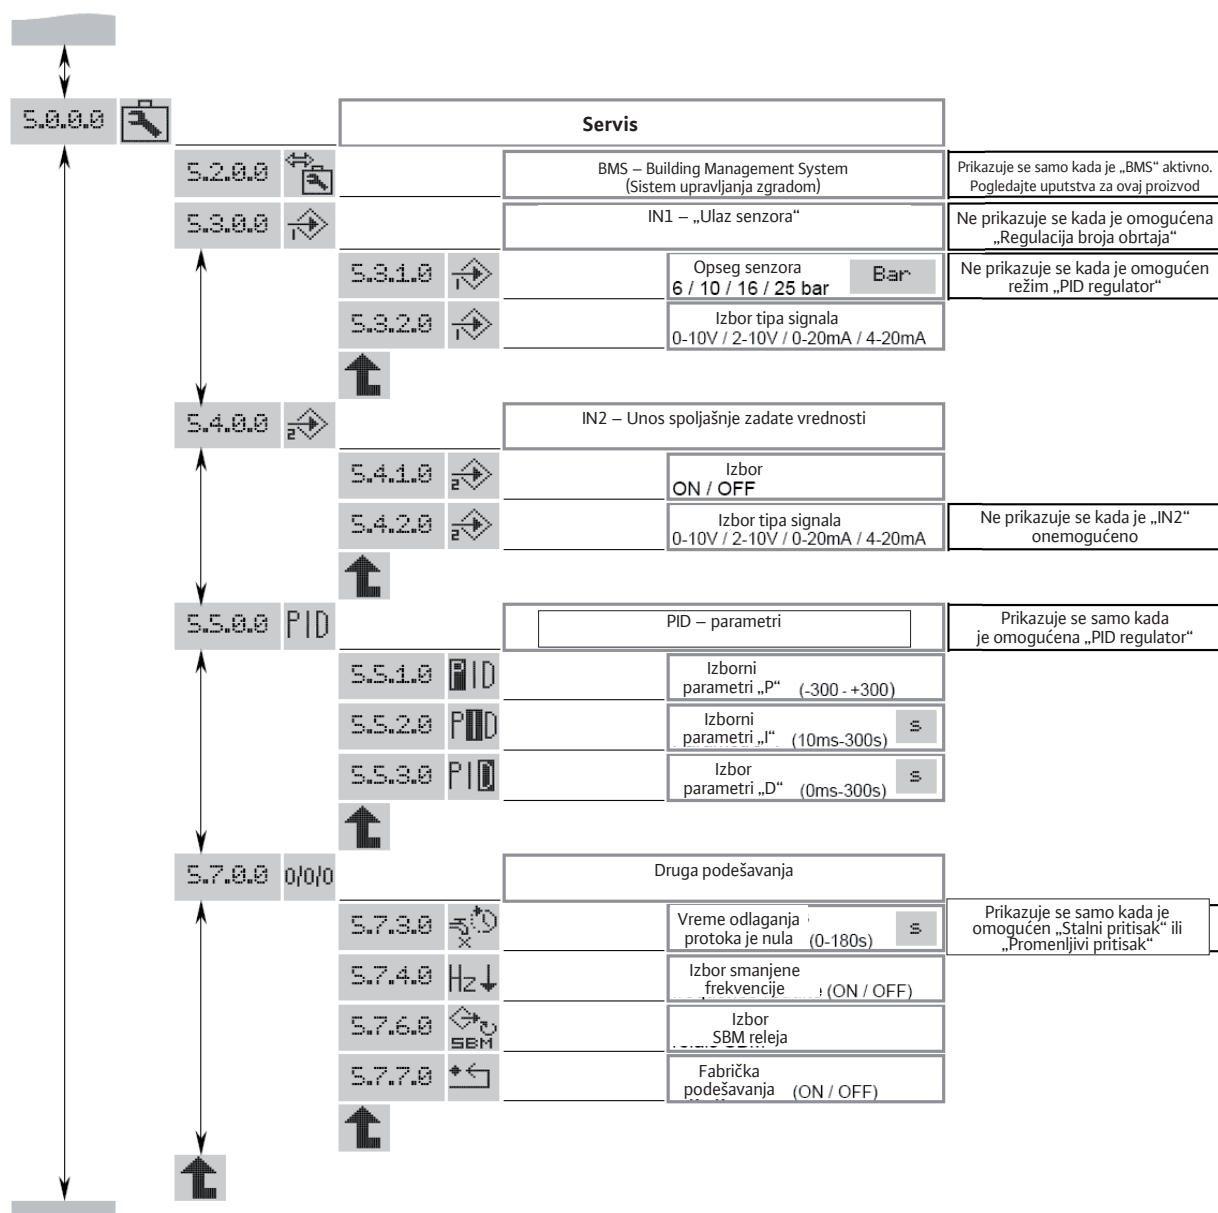 5.0.0.0
Servis
5.2.0.0
BMS – Building Management System
(Sistem upravljanja zgradom)
Prikazuje se samo kada je „BMS“ aktivno.
Pogledajte uputstva za ovaj proizvod
5.3.0.0
1
IN1 – „Ulaz senzora“
Ne prikazuje se kada je omogućena
„Regulacija broja obrtaja“
5.3.1.0
1
Opseg senzora
6 / 10 / 16 / 25 bar
Bar
Ne prikazuje se kada je omogućen
režim „PID regulator“
5.3.2.0
1
Izbor tipa signala
0-10V / 2-10V / 0-20mA / 4-20mA
5.4.0.0
2
IN2 – Unos spoljašnje zadate vrednosti
5.4.1.0
2
Izbor
ON / OFF
5.4.2.0
2
Izbor tipa signala
0-10V / 2-10V / 0-20mA / 4-20mA
Ne prikazuje se kada je „IN2“
onemogućeno
5.5.0.0
PID
PID – parametri
Prikazuje se samo kada
je omogućena „PID regulator“
5.5.1.0
PID
Izborni
parametri „P“ (-300 - +300)
5.5.2.0
PID
Izborni
parametri „I“ (10ms-300s)
s
5.5.3.0
PID
Izbor
parametri „D“ (0ms-300s)
s
5.7.0.0
0/0/0
Druga podešavanja
5.7.3.0
X
Vreme odlaganja
protoka je nula (0-180s)
s
Prikazuje se samo kada je
omogućen „Stalni pritisak“ ili
„Promenljivi pritisak“
5.7.4.0
Hz
Izbor smanjene
frekvencije (ON / OFF)
5.7.6.0
SBM
Izbor
SBM releja
5.7.7.0
Fabrička
podešavanja (ON / OFF)